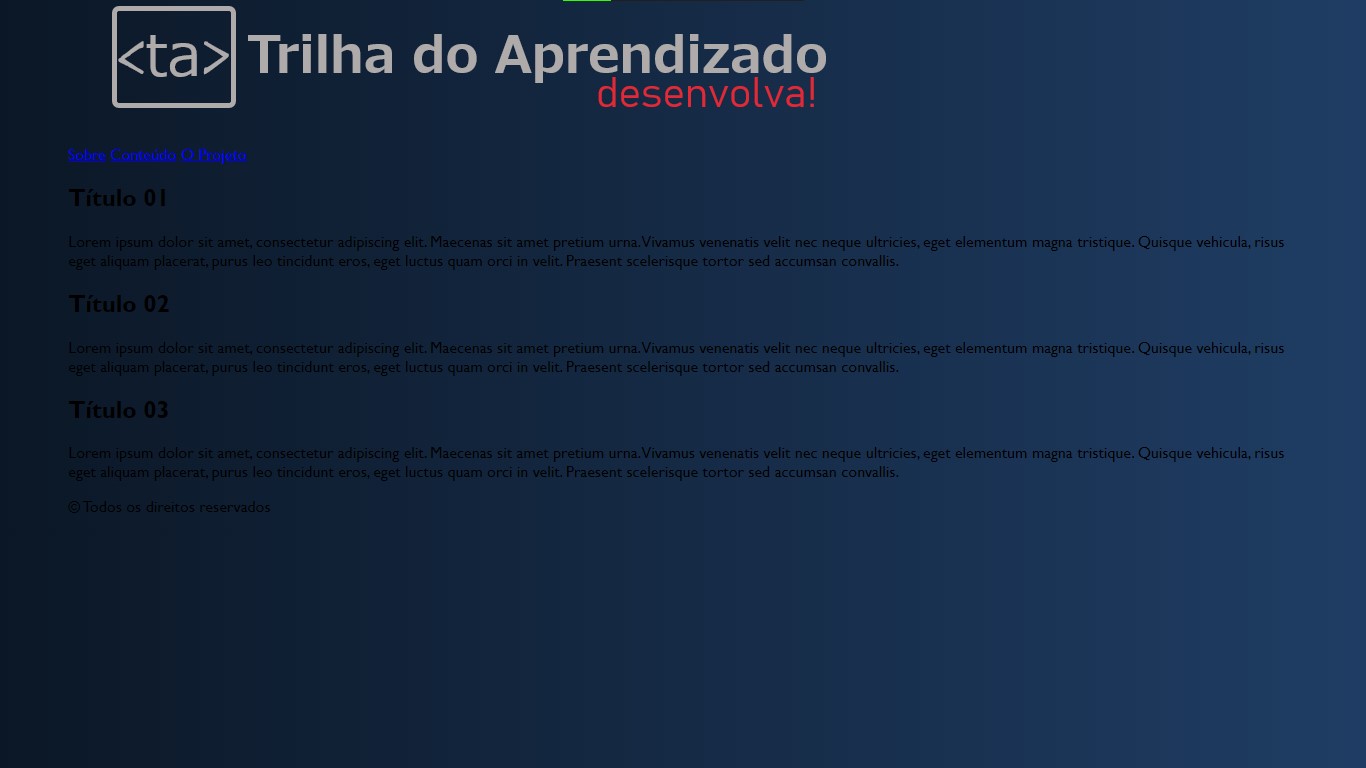 <ta> Trilha do Aprendizado
desenvolva!
Sobre Conteúdo O Projeto
Título 01
Lorem ipsum dolor sit amet, consectetur adipiscing elit. Maecenas sit amet pretium urna. Vivamus venenatis velit nec neque ultricies, eget elementum magna tristique. Quisque vehicula, risus
eget aliquam placerat, purus leo tincidunt eros, eget luctus quam orci in velit. Praesent scelerisque tortor sed accumsan convallis.
Título 02
Lorem ipsum dolor sit amet, consectetur adipiscing elit. Maecenas sit amet pretium urna. Vivamus venenatis velit nec neque ultricies, eget elementum magna tristique. Quisque vehicula, risus
eget aliquam placerat, purus leo tincidunt eros, eget luctus quam orci in velit. Praesent scelerisque tortor sed accumsan convallis.
Título 03
Lorem ipsum dolor sit amet, consectetur adipiscing elit. Maecenas sit amet pretium urna. Vivamus venenatis velit nec neque ultricies, eget elementum magna tristique. Quisque vehicula, risus
eget aliquam placerat, purus leo tincidunt eros, eget luctus quam orci in velit. Praesent scelerisque tortor sed accumsan convallis.
© Todos os direitos reservados